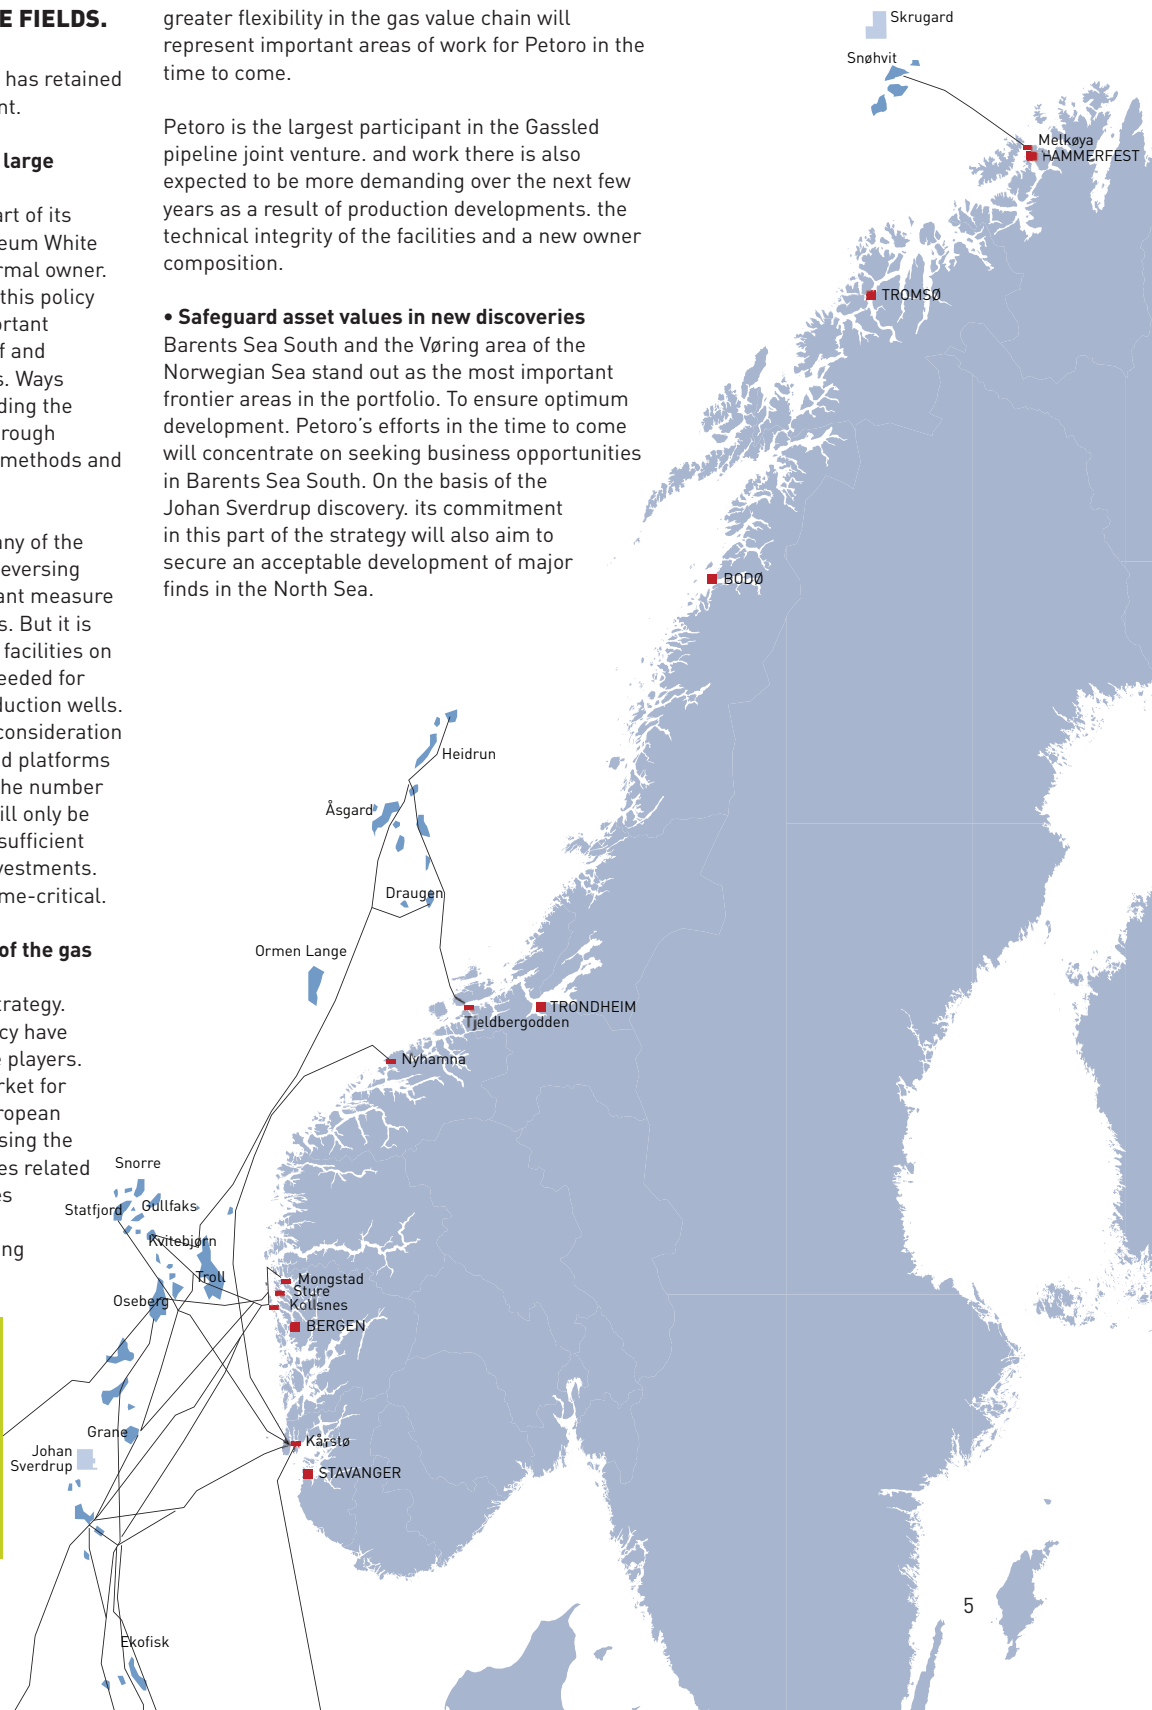 E FIELDS.
has retained
nt.
large
art of its
eum White
rmal owner.
this policy
ortant
f and
s. Ways
ding the
rough
methods and
any of the
reversing
ant measure
s. But it is
facilities on
eeded for
duction wells.
consideration
d platforms
he number
ill only be
sufficient
vestments.
me-critical.
of the gas
trategy.
cy have
e players.
rket for
ropean
sing the
es related
es
ng
greater flexibility in the gas value chain will
represent important areas of work for Petoro in the
time to come.
Petoro is the largest participant in the Gassled
pipeline joint venture. and work there is also
expected to be more demanding over the next few
years as a result of production developments. the
technical integrity of the facilities and a new owner
composition.
• Safeguard asset values in new discoveries
Barents Sea South and the Vøring area of the
Norwegian Sea stand out as the most important
frontier areas in the portfolio. To ensure optimum
development. Petoro's efforts in the time to come
will concentrate on seeking business opportunities
in Barents Sea South. On the basis of the
Johan Sverdrup discovery. its commitment
in this part of the strategy will also aim to
secure an acceptable development of major
finds in the North Sea.
Skrugard
Snøhvit
Melkøya
HAMMERFEST
TROMSØ
BODØ
Heidrun
Åsgard
Draugen
Ormen Lange
TRONDHEIM
Tjeldbergodden
Nyhamna
Snorre
Statfjord
Gullfaks
Kvitebjørn
Troll
Oseberg
Mongstad
Sture
Kollsnes
BERGEN
Grane
Johan
Sverdrup
Kårstø
STAVANGER
Ekofisk
5